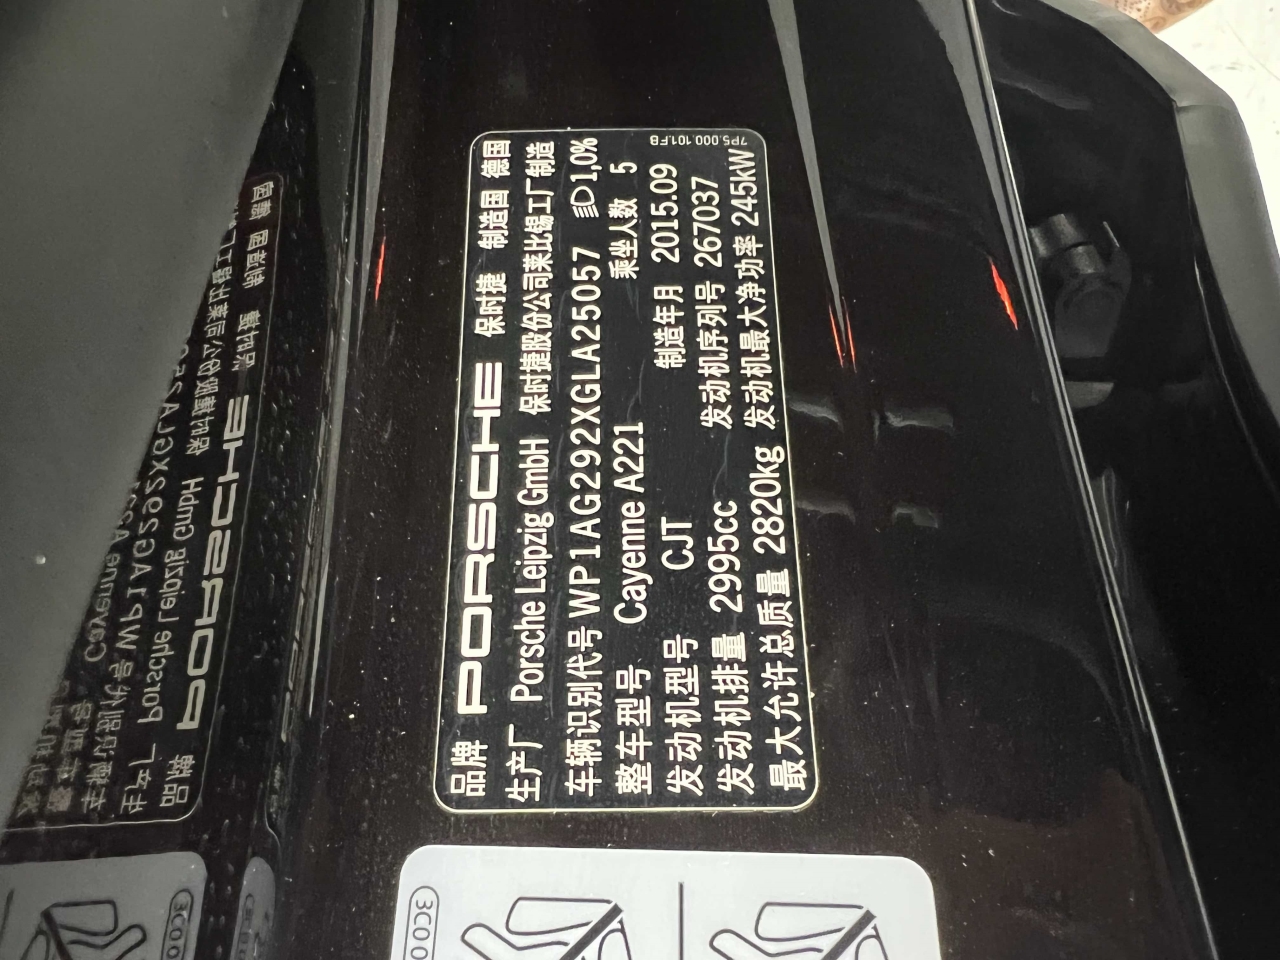 品牌 PORSCHE 保时捷 制造国 德国
生产厂 Porsche Leipzig GmbH 保时捷股份公司莱比锡工厂制造
车辆识别代号 WP1AG292XGLA25057 1,0%
整车型号 Cayenne A221 乘坐人数 5
发动机型号 CJT 制造年月 2015.09
发动机排量 2995cc 发动机序列号 267037
最大允许总质量 2820kg 发动机最大净功率 245kW
7P5.000.101.FB
3C00